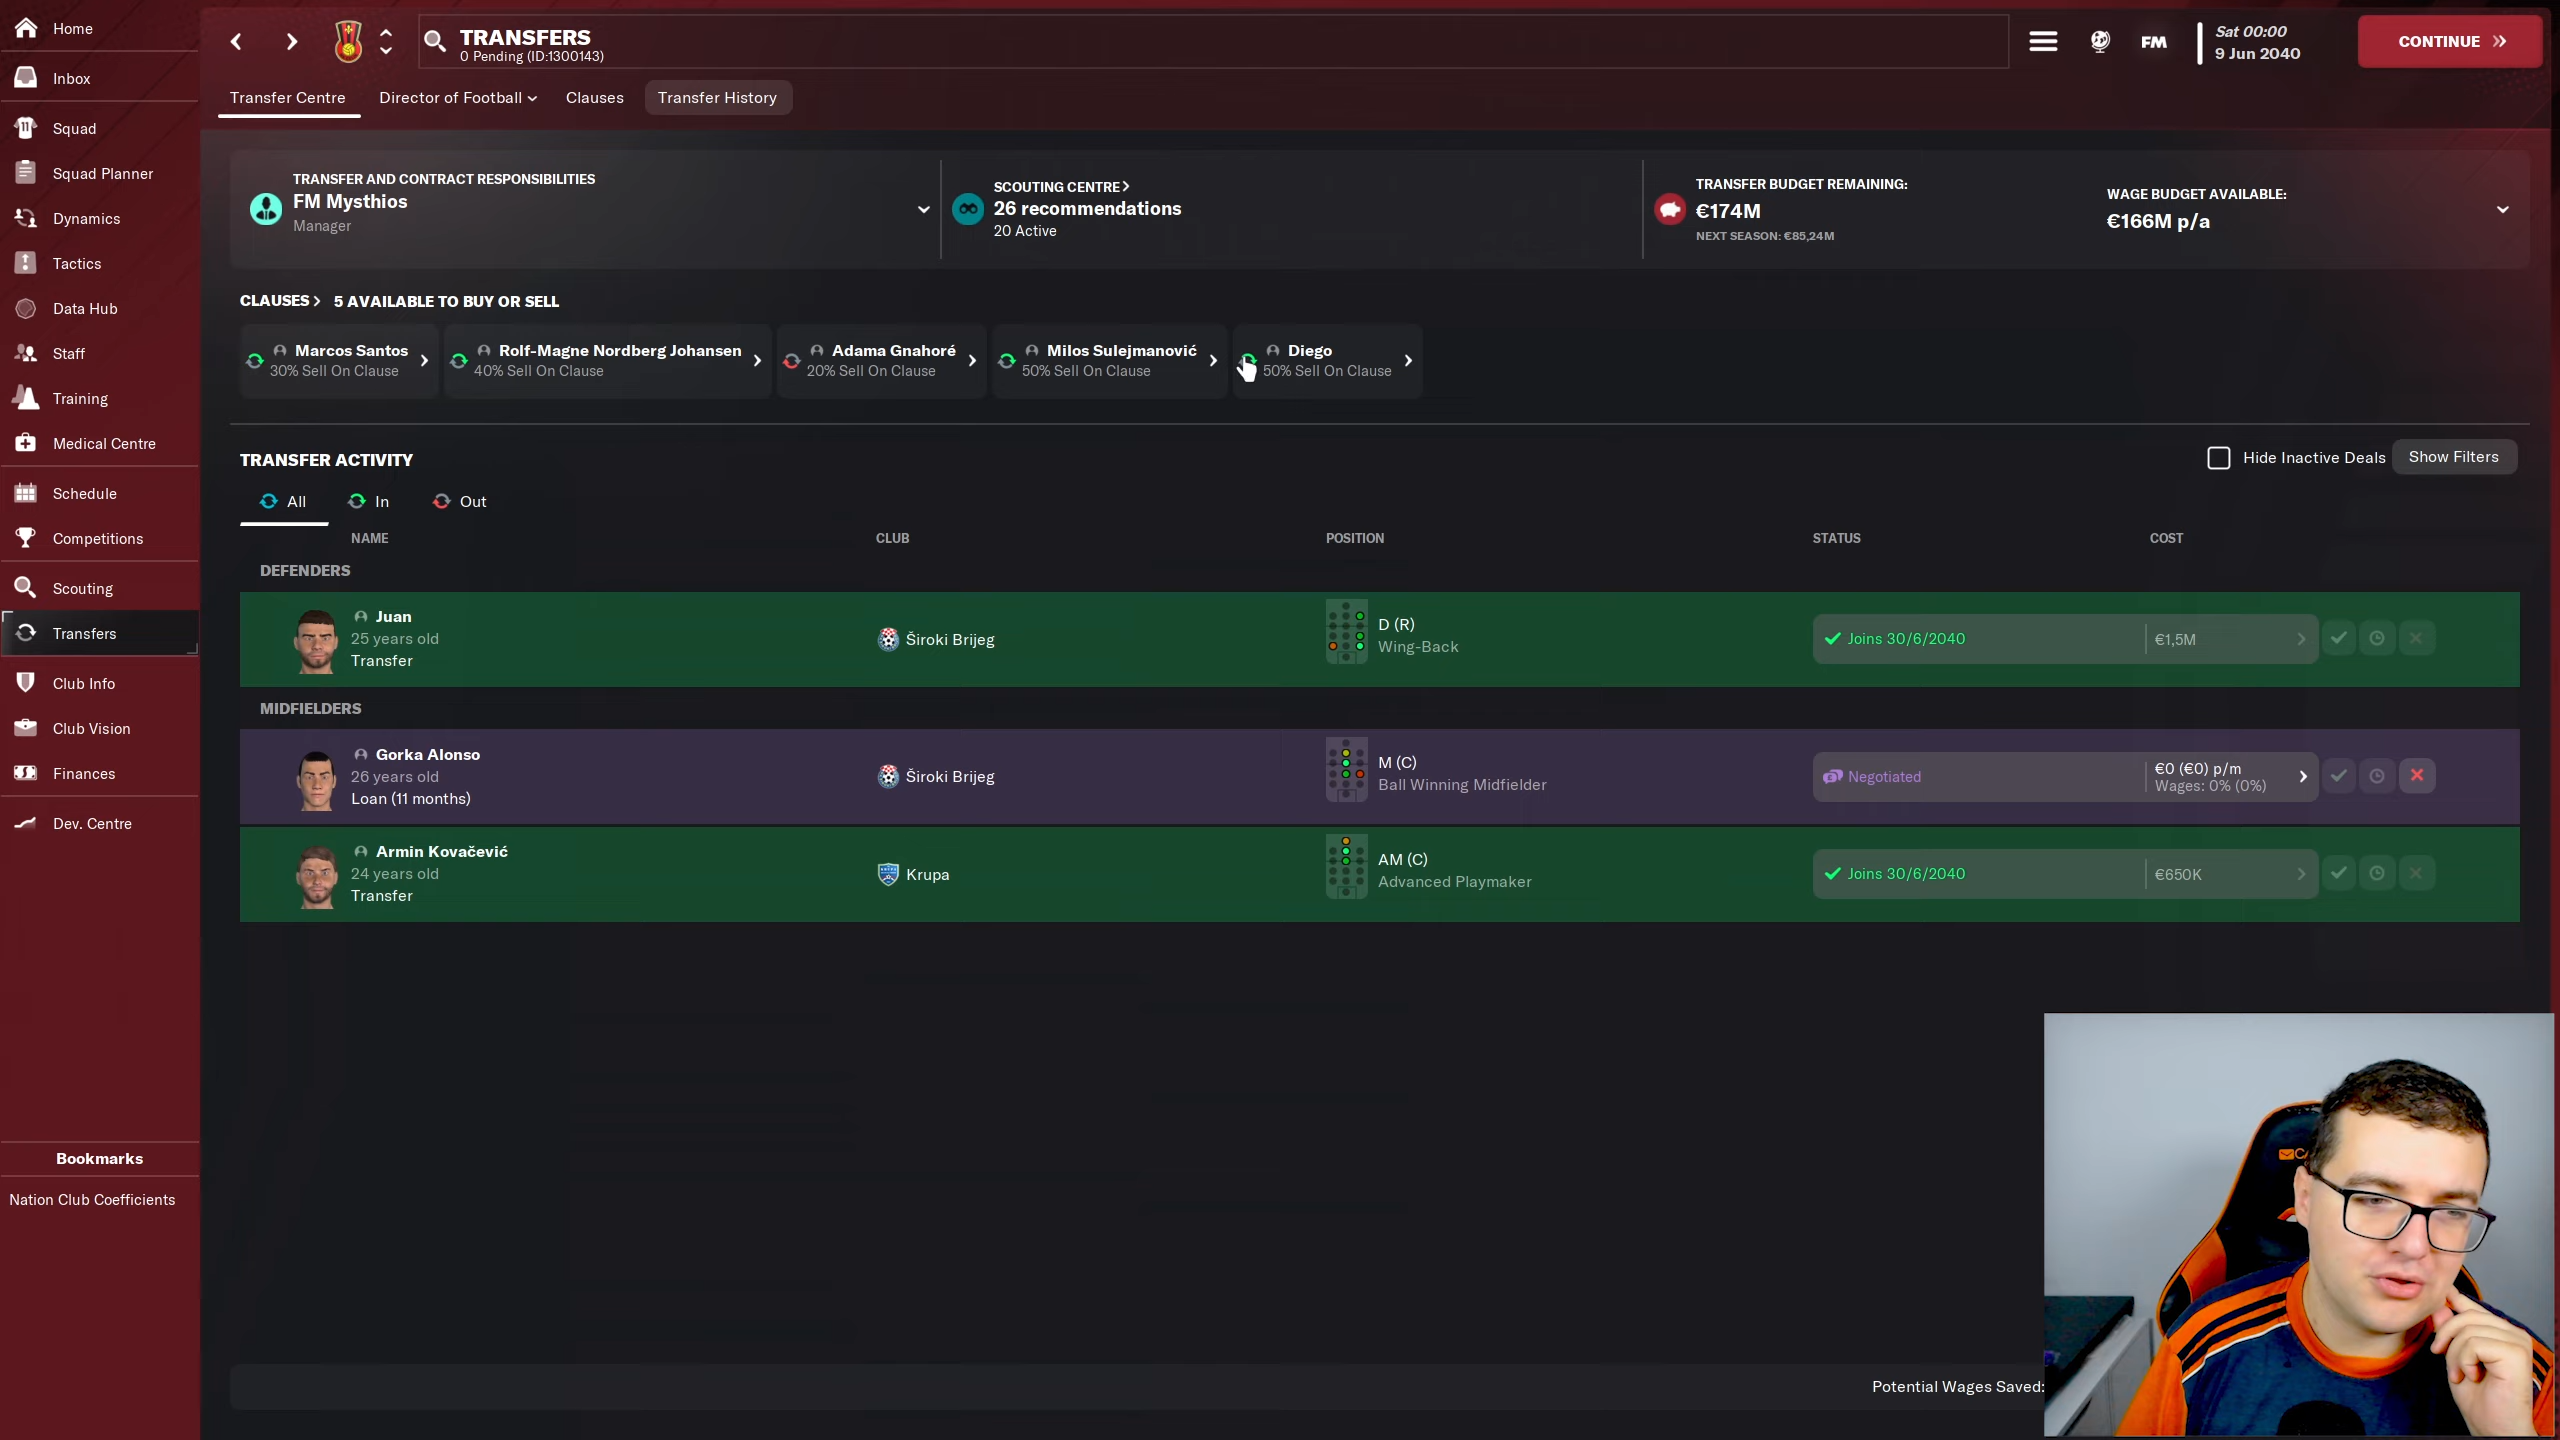 Home
Inbox
Squad
Squad Planner
Dynamics
Tactics
Data Hub
Staff
Training
Medical Centre
Schedule
Competitions
Scouting
Transfers
Club Info
Club Vision
Finances
Dev. Centre
Bookmarks
Nation Club Coefficients
TRANSFERS
0 Pending (ID:1300143)
FM
Sat 00:00
9 Jun 2040
CONTINUE
Transfer Centre
Director of Football
Clauses
Transfer History
TRANSFER AND CONTRACT RESPONSIBILITIES
FM Mysthios
Manager
SCOUTING CENTRE
26 recommendations
20 Active
TRANSFER BUDGET REMAINING:
€174M
NEXT SEASON: €85,24M
WAGE BUDGET AVAILABLE:
€166M p/a
CLAUSES 5 AVAILABLE TO BUY OR SELL
Marcos Santos
30% Sell On Clause
Rolf-Magne Nordberg Johansen
40% Sell On Clause
Adama Gnahoré
20% Sell On Clause
Milos Sulejmanović
50% Sell On Clause
Diego
50% Sell On Clause
TRANSFER ACTIVITY
Hide Inactive Deals
Show Filters
All
In
Out
NAME CLUB POSITION STATUS COST
DEFENDERS
Juan
25 years old
Transfer
Široki Brijeg
D (R)
Wing-Back
Joins 30/6/2040
€1,5M
MIDFIELDERS
Gorka Alonso
26 years old
Loan (11 months)
Široki Brijeg
M (C)
Ball Winning Midfielder
Negotiated
€0 (€0) p/m
Wages: 0% (0%)
Armin Kovačević
24 years old
Transfer
Krupa
AM (C)
Advanced Playmaker
Joins 30/6/2040
€650K
Potential Wages Saved: